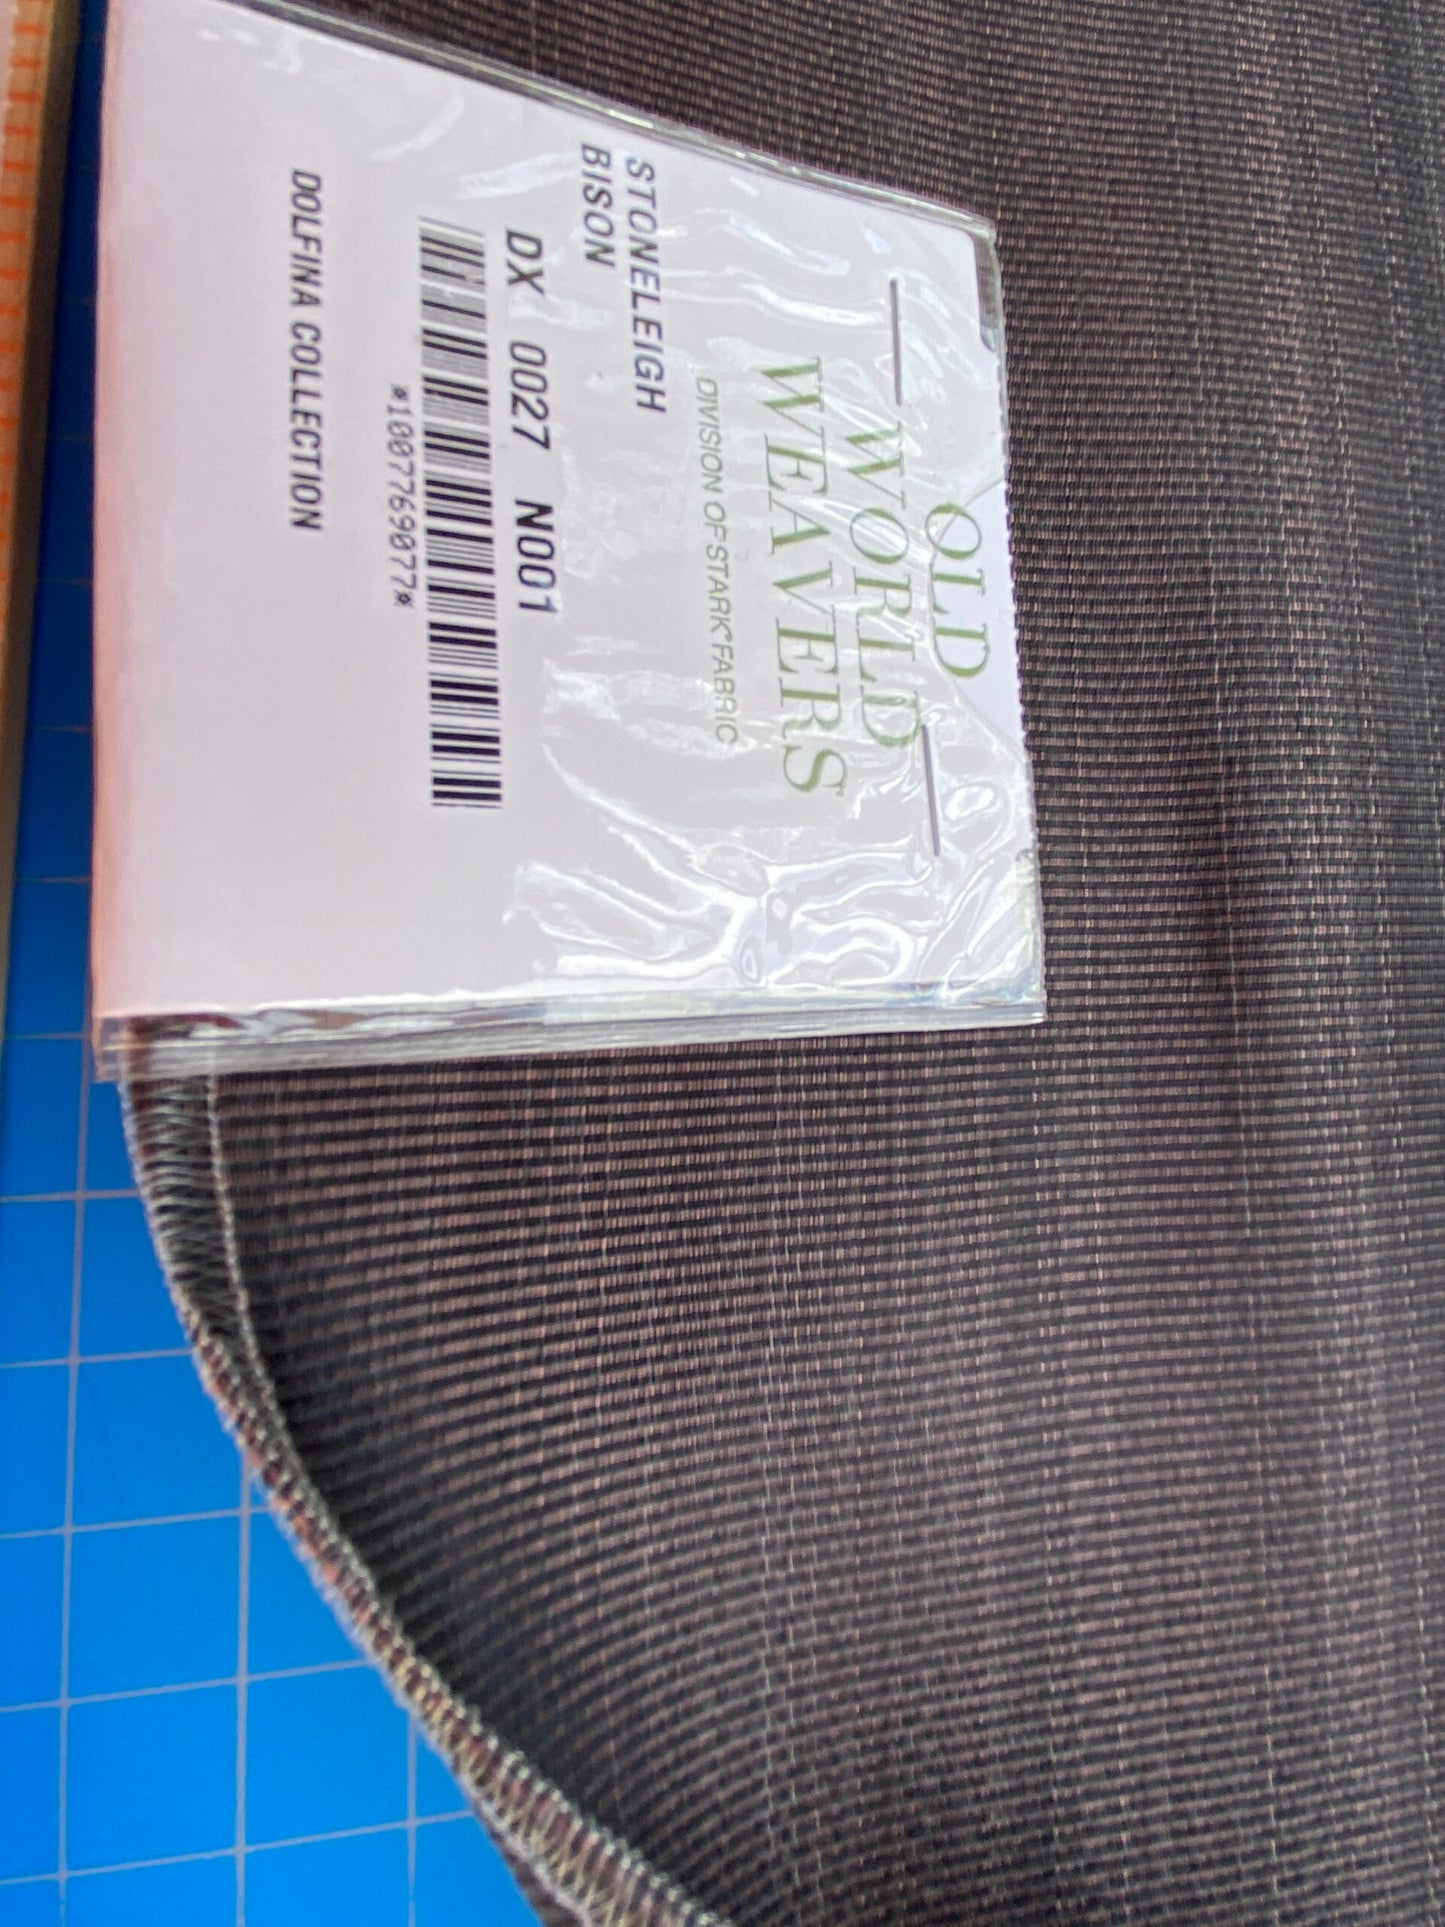 OLD
WORLD
WEAVERS
DIVISION OF STARK FABRIC
STONELEIGH
BISON
DX 0027 N001
¤1007769077¤
DOLFINA COLLECTION